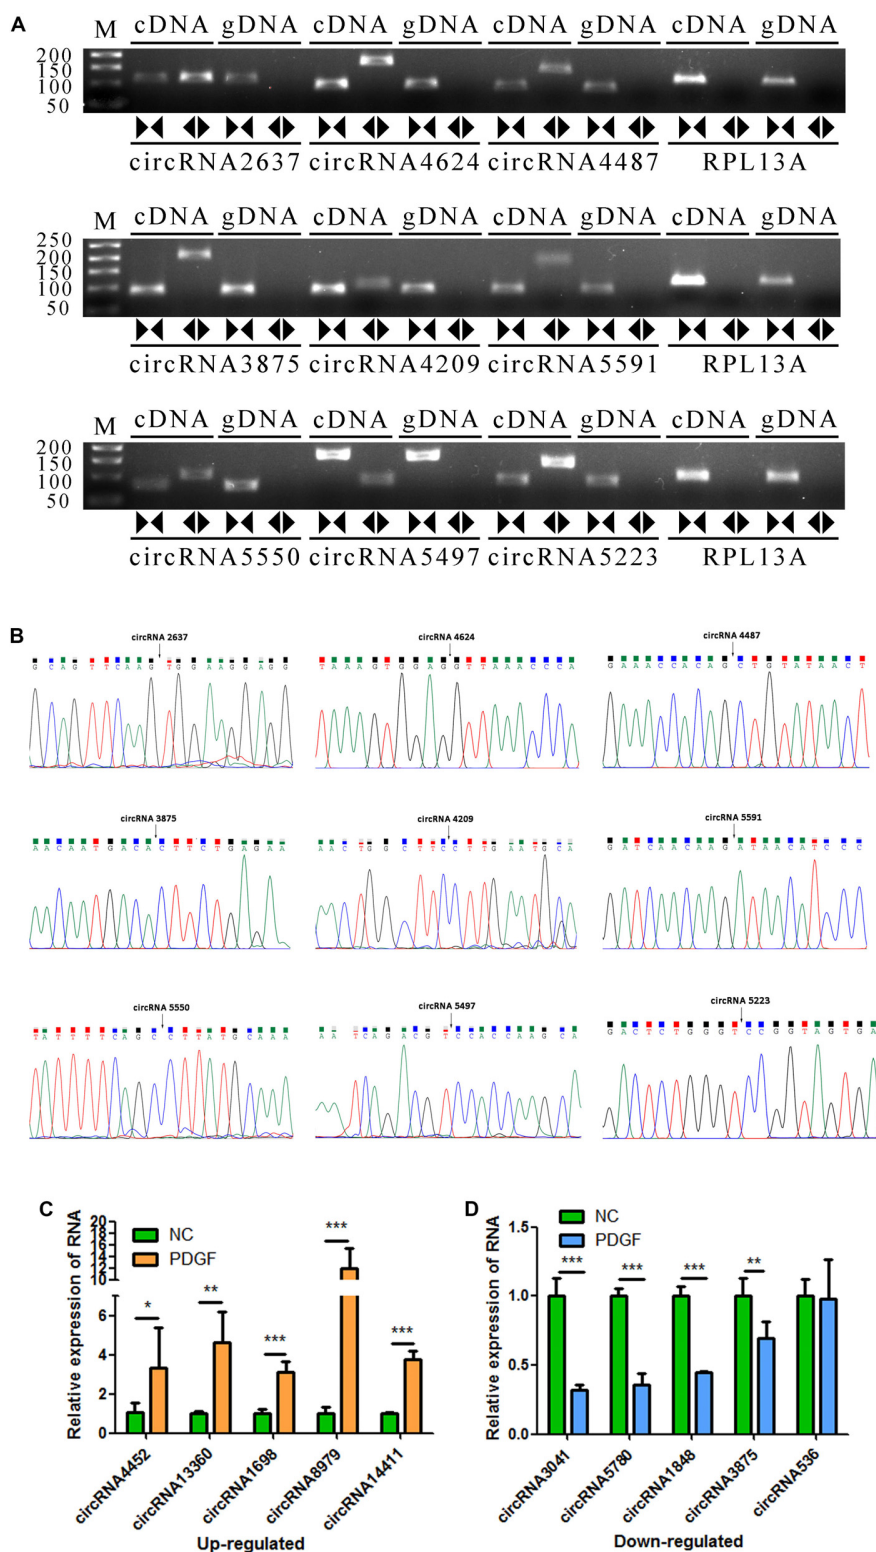 A
M cDNA gDNA cDNA gDNA cDNA gDNA cDNA gDNA
200
150
100
50
circRNA2637 circRNA4624 circRNA4487 RPL13A
M cDNA gDNA cDNA gDNA cDNA gDNA cDNA gDNA
250
200
150
100
50
circRNA3875 circRNA4209 circRNA5591 RPL13A
M cDNA gDNA cDNA gDNA cDNA gDNA cDNA gDNA
200
150
100
50
circRNA5550 circRNA5497 circRNA5223 RPL13A
B
circRNA 2637 circRNA 4624 circRNA 4487
G C A G T T C A A G T G G A A G G A G G
T A A A G T G G A G G T T A A A C C C A
G A A A C C A C A G C T G T A T A A C T
circRNA 3875 circRNA 4209 circRNA 5591
A A C A A T G A C A C T T C T G A G A A
A A C T G G C T T C C T T G A A T G C A
G A T C A A C A A G A T A A C A T C C C
circRNA 5550 circRNA 5497 circRNA 5223
T A T T T T C A G C C T T A T G C A A A
A A T C A G A C G T C C A C C A A G C A
G A C T C T G G G T C C G G T A G T G A
C
Relative expression of RNA
20
18
16
14
12
10
6
4
2
0
NC
PDGF
* ** *** *** ***
circRNA4452 circRNA13360 circRNA1698 circRNA8979 circRNA14411
Up-regulated
D
Relative expression of RNA
1.5
1.0
0.5
0.0
NC
PDGF
*** *** *** **
circRNA3041 circRNA5780 circRNA1848 circRNA3875 circRNA536
Down-regulated